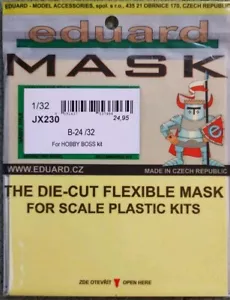 EDUARD - MODEL ACCESSORIES, spol. s r.o., 435 21 OBRNICE 170, CZECH
eduard
MASK
1/32
JX230
24,95
B-24 /32
For HOBBY BOSS kit
WWW.EDUARD.CZ
MADE IN CZECH REPUBLIC
THE DIE-CUT FLEXIBLE MASK
FOR SCALE PLASTIC KITS
ZDE OTEVŘÍT
OPEN HERE